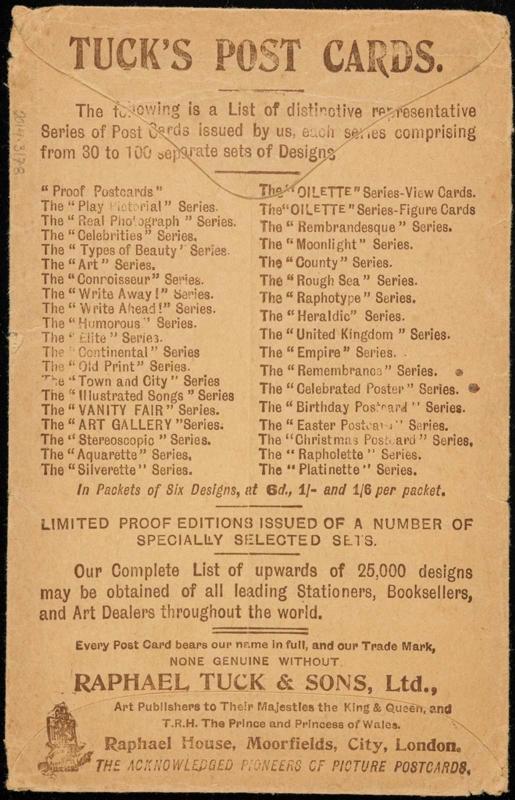 TUCK'S POST CARDS.
The following is a List of distinctive representative
Series of Post Cards issued by us, each series comprising
from 30 to 100 separate sets of Designs
"Proof Postcards"
The "Play Pictorial" Series.
The "Real Photograph" Series.
The "Celebrities" Series.
The "Types of Beauty" Series.
The "Art" Series.
The "Connoisseur" Series.
The "Write Away!" Series.
The "Write Ahead!" Series.
The "Humorous" Series.
The "Elite" Series.
The "Continental" Series
The "Old Print" Series.
The "Town and City" Series
The "Illustrated Songs" Series
The "VANITY FAIR" Series.
The "ART GALLERY" Series.
The "Stereoscopic" Series.
The "Aquarette" Series.
The "Silverette" Series.
The "OILETTE" Series-View Cards.
The "OILETTE" Series-Figure Cards
The "Rembrandesque" Series.
The "Moonlight" Series.
The "County" Series.
The "Rough Sea" Series.
The "Raphotype" Series.
The "Heraldic" Series.
The "United Kingdom" Series.
The "Empire" Series.
The "Remembrance" Series.
The "Celebrated Poster" Series.
The "Birthday Postcard" Series.
The "Easter Postcard" Series.
The "Christmas Postcard" Series.
The "Rapholette" Series.
The "Platinette" Series.
In Packets of Six Designs, at 6d., 1/- and 1/6 per packet.
LIMITED PROOF EDITIONS ISSUED OF A NUMBER OF
SPECIALLY SELECTED SETS.
Our Complete List of upwards of 25,000 designs
may be obtained of all leading Stationers, Booksellers,
and Art Dealers throughout the world.
Every Post Card bears our name in full, and our Trade Mark,
NONE GENUINE WITHOUT.
RAPHAEL TUCK & SONS, Ltd.,
Art Publishers to Their Majesties the King & Queen, and
T.R.H. The Prince and Princess of Wales.
Raphael House, Moorfields, City, London.
THE ACKNOWLEDGED PIONEERS OF PICTURE POSTCARDS.